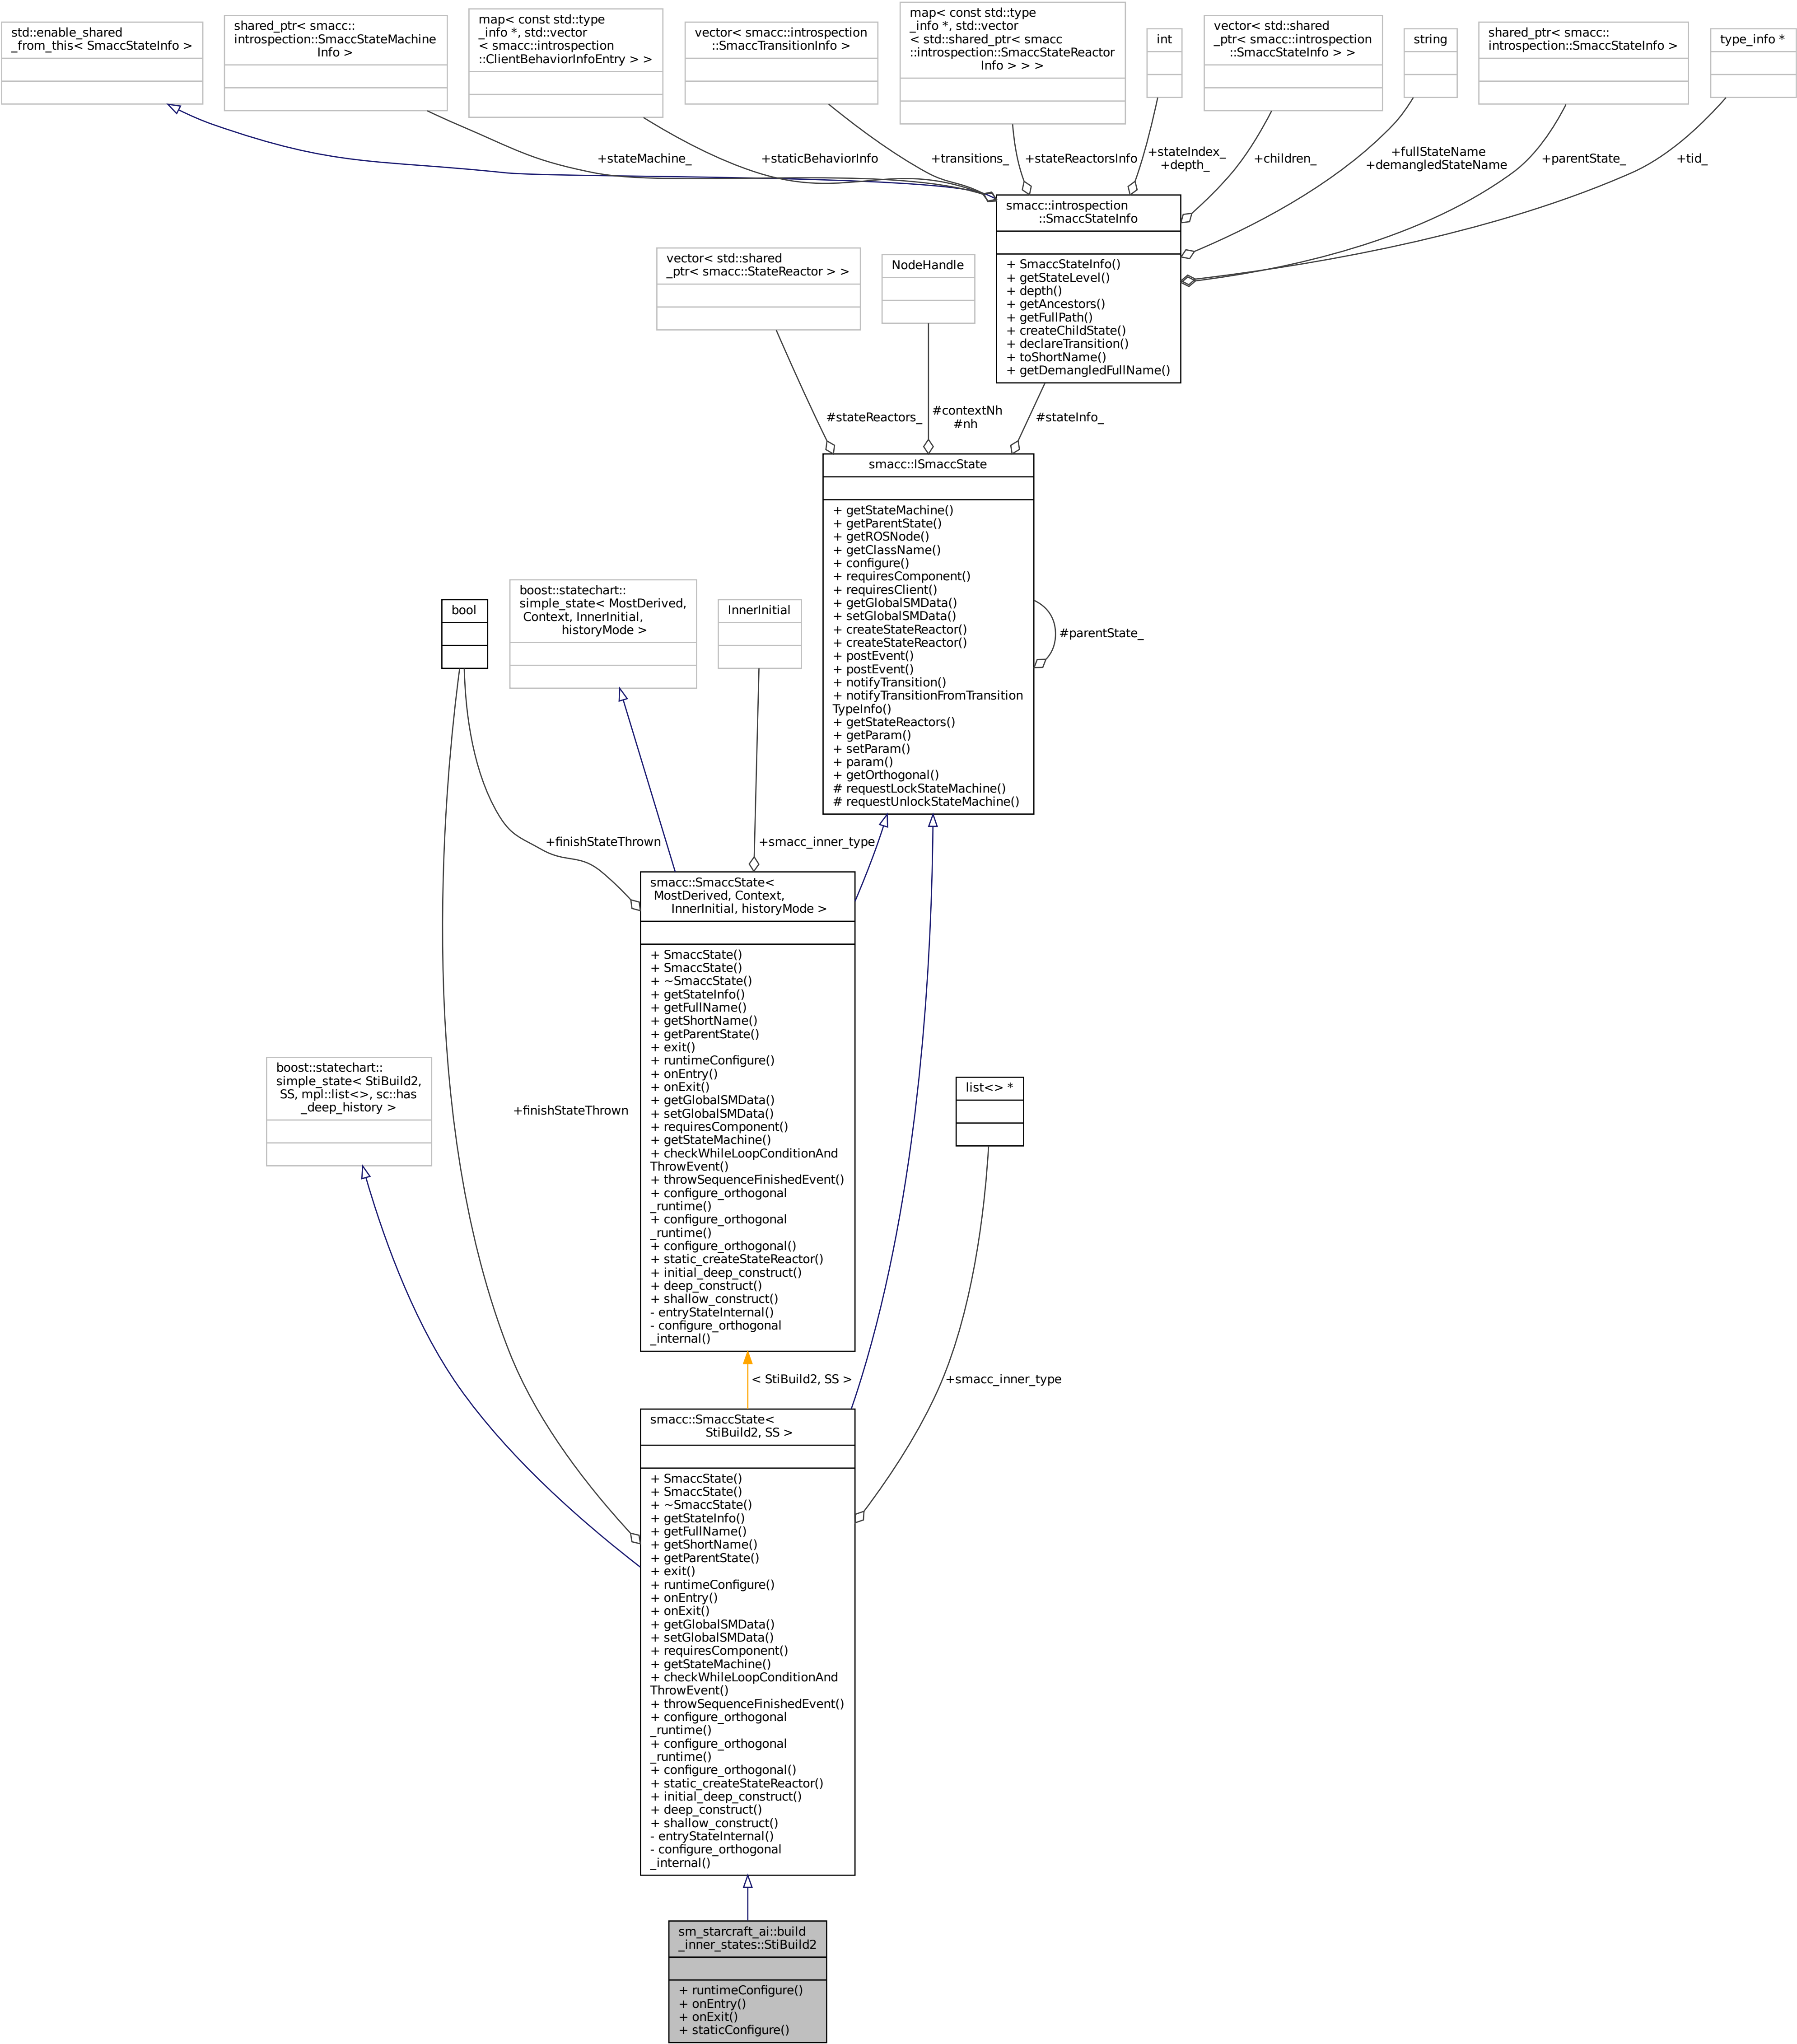 std::enable_shared
_from_this< SmaccStateInfo >
shared_ptr< smacc::
introspection::SmaccStateMachine
Info >
map< const std::type
_info *, std::vector
< smacc::introspection
::ClientBehaviorInfoEntry > >
vector< smacc::introspection
::SmaccTransitionInfo >
map< const std::type
_info *, std::vector
< std::shared_ptr< smacc
::introspection::SmaccStateReactor
Info > > >
int
vector< std::shared
_ptr< smacc::introspection
::SmaccStateInfo > >
string
shared_ptr< smacc::
introspection::SmaccStateInfo >
type_info *
+stateMachine_
+staticBehaviorInfo
+transitions_
+stateReactorsInfo
+stateIndex_
+depth_
+children_
+fullStateName
+demangledStateName
+parentState_
+tid_
smacc::introspection
::SmaccStateInfo
+ SmaccStateInfo()
+ getStateLevel()
+ depth()
+ getAncestors()
+ getFullPath()
+ createChildState()
+ declareTransition()
+ toShortName()
+ getDemangledFullName()
vector< std::shared
_ptr< smacc::StateReactor > >
NodeHandle
#stateReactors_
#contextNh
#nh
#stateInfo_
smacc::ISmaccState
+ getStateMachine()
+ getParentState()
+ getROSNode()
+ getClassName()
+ configure()
+ requiresComponent()
+ requiresClient()
+ getGlobalSMData()
+ setGlobalSMData()
+ createStateReactor()
+ createStateReactor()
+ postEvent()
+ postEvent()
+ notifyTransition()
+ notifyTransitionFromTransition
TypeInfo()
+ getStateReactors()
+ getParam()
+ setParam()
+ param()
+ getOrthogonal()
# requestLockStateMachine()
# requestUnlockStateMachine()
#parentState_
bool
boost::statechart::
simple_state< MostDerived,
Context, InnerInitial,
historyMode >
InnerInitial
+finishStateThrown
+smacc_inner_type
smacc::SmaccState<
MostDerived, Context,
InnerInitial, historyMode >
+ SmaccState()
+ SmaccState()
+ ~SmaccState()
+ getStateInfo()
+ getFullName()
+ getShortName()
+ getParentState()
+ exit()
+ runtimeConfigure()
+ onEntry()
+ onExit()
+ getGlobalSMData()
+ setGlobalSMData()
+ requiresComponent()
+ getStateMachine()
+ checkWhileLoopConditionAnd
ThrowEvent()
+ throwSequenceFinishedEvent()
+ configure_orthogonal
_runtime()
+ configure_orthogonal
_runtime()
+ configure_orthogonal()
+ static_createStateReactor()
+ initial_deep_construct()
+ deep_construct()
+ shallow_construct()
- entryStateInternal()
- configure_orthogonal
_internal()
boost::statechart::
simple_state< StiBuild2,
SS, mpl::list<>, sc::has
_deep_history >
+finishStateThrown
list<> *
< StiBuild2, SS >
+smacc_inner_type
smacc::SmaccState<
StiBuild2, SS >
+ SmaccState()
+ SmaccState()
+ ~SmaccState()
+ getStateInfo()
+ getFullName()
+ getShortName()
+ getParentState()
+ exit()
+ runtimeConfigure()
+ onEntry()
+ onExit()
+ getGlobalSMData()
+ setGlobalSMData()
+ requiresComponent()
+ getStateMachine()
+ checkWhileLoopConditionAnd
ThrowEvent()
+ throwSequenceFinishedEvent()
+ configure_orthogonal
_runtime()
+ configure_orthogonal
_runtime()
+ configure_orthogonal()
+ static_createStateReactor()
+ initial_deep_construct()
+ deep_construct()
+ shallow_construct()
- entryStateInternal()
- configure_orthogonal
_internal()
sm_starcraft_ai::build
_inner_states::StiBuild2
+ runtimeConfigure()
+ onEntry()
+ onExit()
+ staticConfigure()